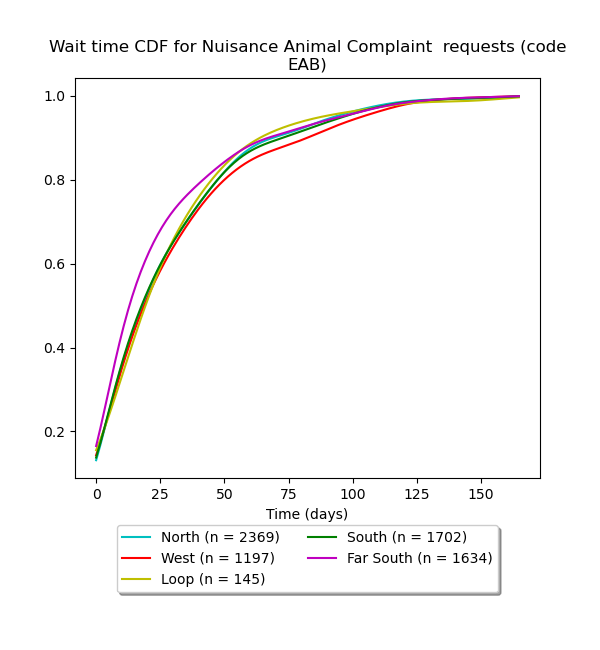 Wait time CDF for Nuisance Animal Complaint  requests (code
EAB)
1.0
0.8
0.6
0.4
0.2
0 25 50 75 100 125 150
Time (days)
North (n = 2369) South (n = 1702)
West (n = 1197) Far South (n = 1634)
Loop (n = 145)